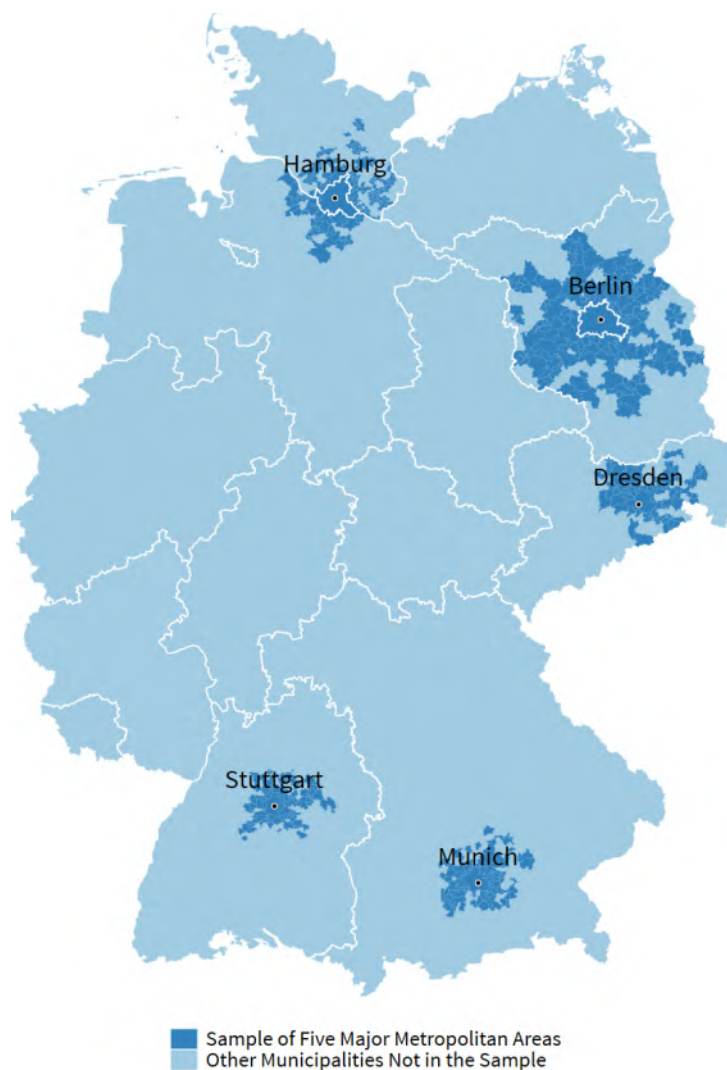 Hamburg
Berlin
Dresden
Stuttgart
Munich
Sample of Five Major Metropolitan Areas
Other Municipalities Not in the Sample